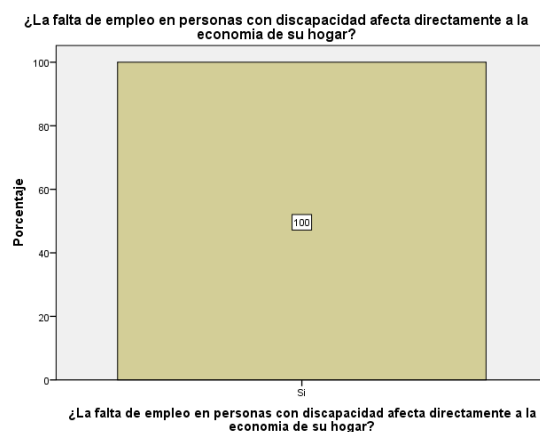 ¿La falta de empleo en personas con discapacidad afecta directamente a la
economia de su hogar?
100
80
60
40
20
0
Porcentaje
100
Si
¿La falta de empleo en personas con discapacidad afecta directamente a la
economia de su hogar?